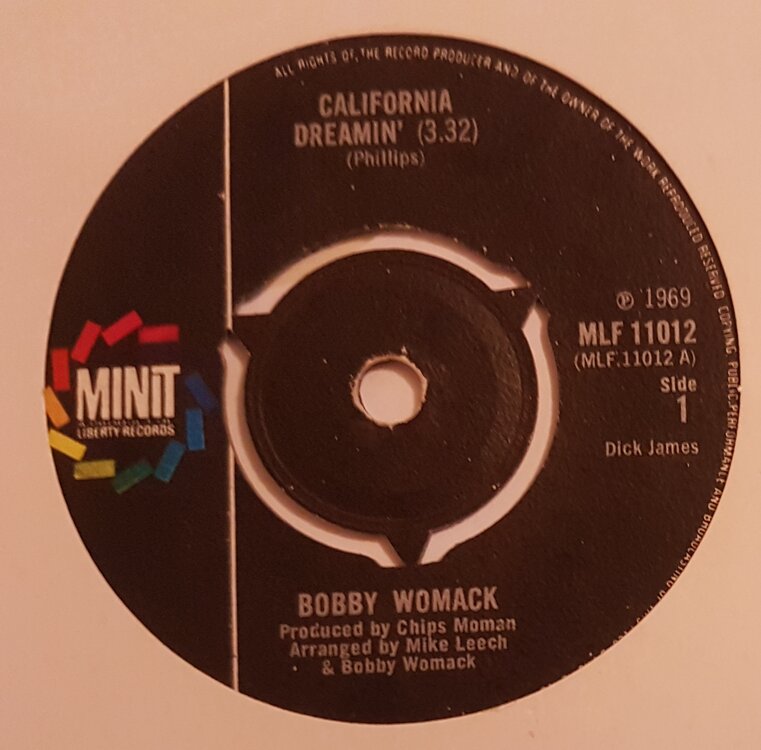 ALL RIGHTS OF THE RECORD PRODUCER AND OF THE OWNER OF THE WORK REPRODUCED RESERVED COPYING PUBLIC PERFORMANCE AND BROADCASTING OF
CALIFORNIA
DREAMIN' (3.32)
(Phillips)
℗ 1969
MLF 11012
(MLF.11012 A)
Side
1
Dick James
MINIT
LIBERTY RECORDS
BOBBY WOMACK
Produced by Chips Moman
Arranged by Mike Leech
& Bobby Womack